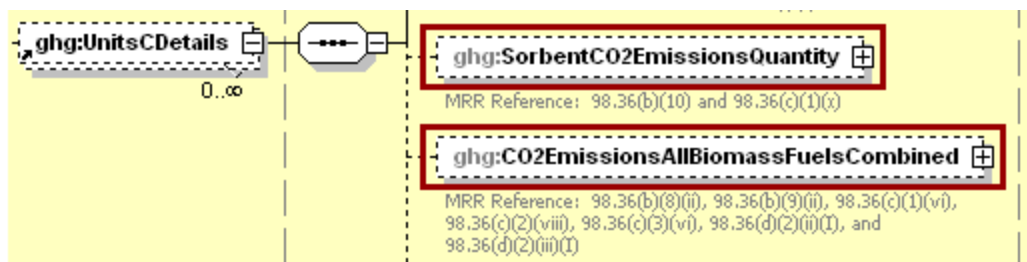 ghg:UnitsCDetails
0..∞
ghg:SorbentCO2EmissionsQuantity
MRR Reference: 98.36(b)(10) and 98.36(c)(1)(x)
ghg:CO2EmissionsAllBiomassFuelsCombined
MRR Reference: 98.36(b)(8)(ii), 98.36(b)(9)(ii), 98.36(c)(1)(vi),
98.36(c)(2)(viii), 98.36(c)(3)(vi), 98.36(d)(2)(ii)(I), and
98.36(d)(2)(iii)(I)